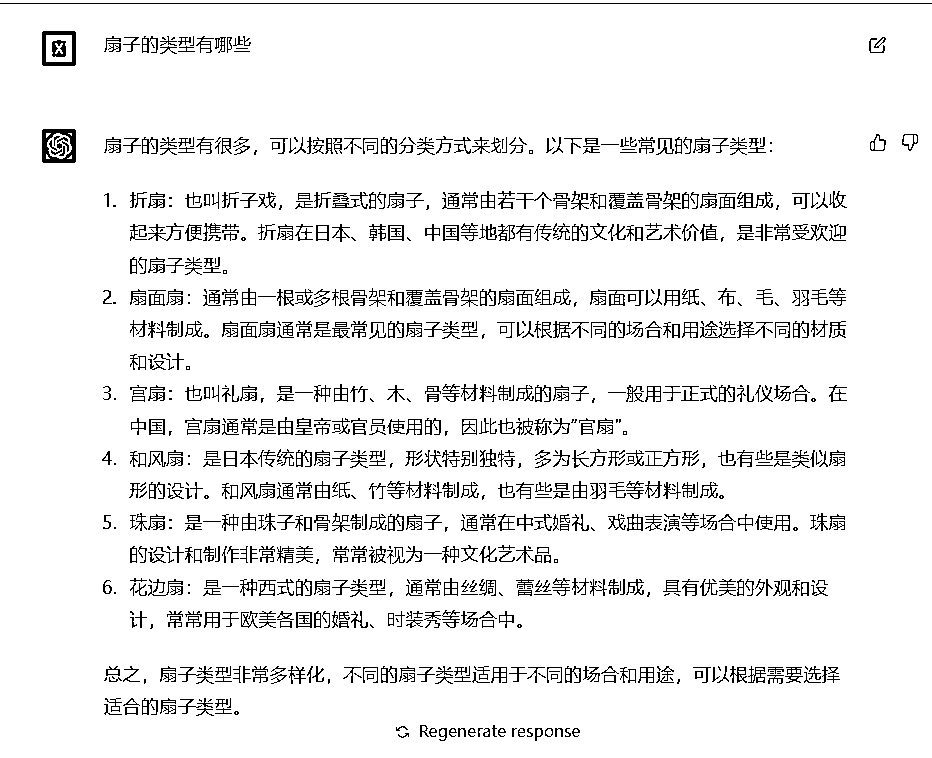 扇子的类型有哪些
扇子的类型有很多，可以按照不同的分类方式来划分。以下是一些常见的扇子类型：
1. 折扇：也叫折子戏，是折叠式的扇子，通常由若干个骨架和覆盖骨架的扇面组成，可以收
起来方便携带。折扇在日本、韩国、中国等地都有传统的文化和艺术价值，是非常受欢迎
的扇子类型。
2. 扇面扇：通常由一根或多根骨架和覆盖骨架的扇面组成，扇面可以用纸、布、毛、羽毛等
材料制成。扇面扇通常是最常见的扇子类型，可以根据不同的场合和用途选择不同的材质
和设计。
3. 宫扇：也叫礼扇，是一种由竹、木、骨等材料制成的扇子，一般用于正式的礼仪场合。在
中国，宫扇通常是由皇帝或官员使用的，因此也被称为"官扇"。
4. 和风扇：是日本传统的扇子类型，形状特别独特，多为长方形或正方形，也有些是类似扇
形的设计。和风扇通常由纸、竹等材料制成，也有些是由羽毛等材料制成。
5. 珠扇：是一种由珠子和骨架制成的扇子，通常在中式婚礼、戏曲表演等场合中使用。珠扇
的设计和制作非常精美，常常被视为一种文化艺术品。
6. 花边扇：是一种西式的扇子类型，通常由丝绸、蕾丝等材料制成，具有优美的外观和设
计，常常用于欧美各国的婚礼、时装秀等场合中。
总之，扇子类型非常多样化，不同的扇子类型适用于不同的场合和用途，可以根据需要选择
适合的扇子类型。
Regenerate response